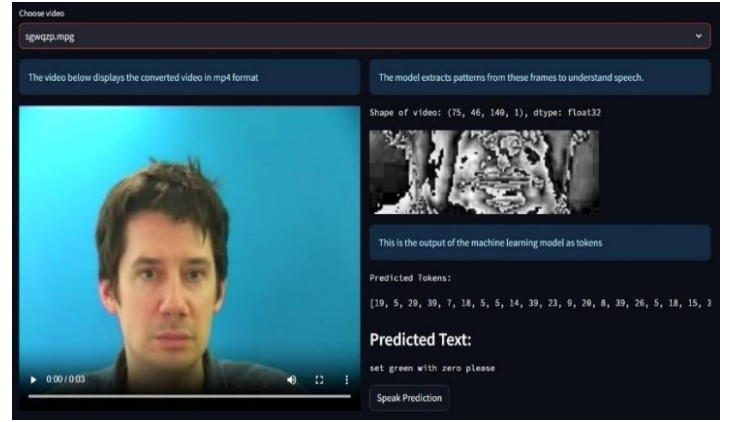 Choose video
sgwqzp.mpg
The video below displays the converted video in mp4 format
The model extracts patterns from these frames to understand speech.
Shape of video: (75, 46, 140, 1), dtype: float32
This is the output of the machine learning model as tokens
Predicted Tokens:
[19, 5, 20, 39, 7, 18, 5, 5, 14, 39, 23, 9, 20, 8, 39, 26, 5, 18, 15, 3
Predicted Text:
set green with zero please
0:00 / 0:03
Speak Prediction